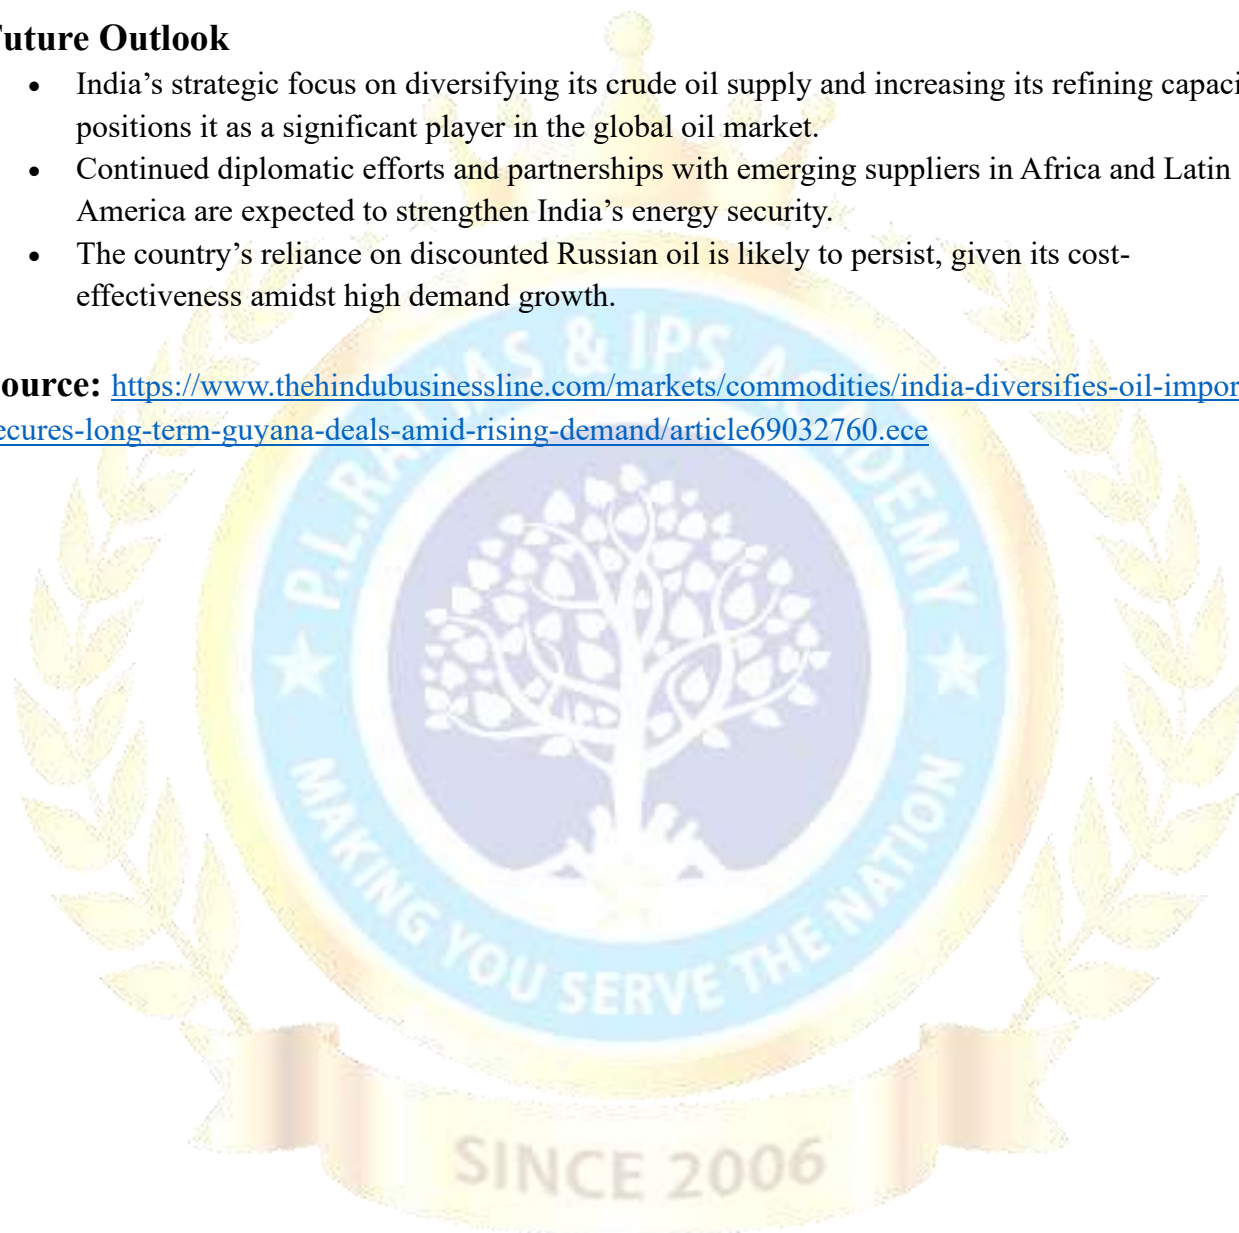 uture Outlook
• India’s strategic focus on diversifying its crude oil supply and increasing its refining capaci
positions it as a significant player in the global oil market.
• Continued diplomatic efforts and partnerships with emerging suppliers in Africa and Latin
America are expected to strengthen India’s energy security.
• The country’s reliance on discounted Russian oil is likely to persist, given its cost-
effectiveness amidst high demand growth.
ource: https://www.thehindubusinessline.com/markets/commodities/india-diversifies-oil-impor
ecures-long-term-guyana-deals-amid-rising-demand/article69032760.ece
P.L.RAJ IAS & IPS ACADEMY
MAKING YOU SERVE THE NATION
SINCE 2006